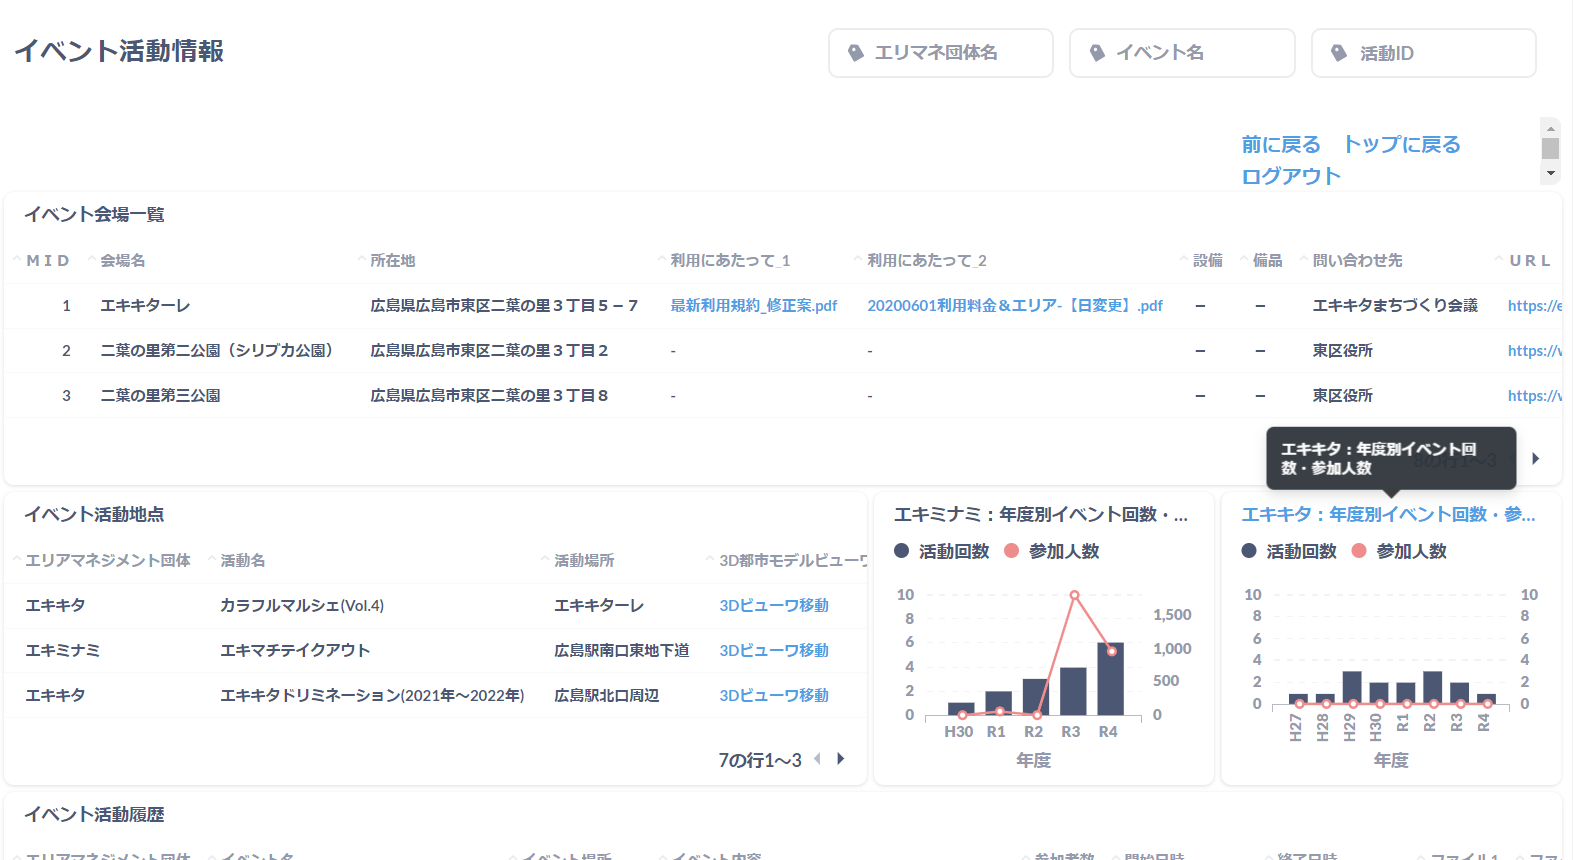 イベント活動情報
エリマネ団体名
イベント名
活動ID
前に戻る トップに戻る
ログアウト
イベント会場一覧
ＭＩＤ 会場名 所在地 利用にあたって_1 利用にあたって_2 設備 備品 問い合わせ先 ＵＲＬ
1 エキキターレ 広島県広島市東区二葉の里３丁目５－７ 最新利用規約_修正案.pdf 20200601利用料金＆エリア-【日変更】.pdf ー ー エキキタまちづくり会議 https://e
2 二葉の里第二公園（シリブカ公園） 広島県広島市東区二葉の里３丁目２ - - ー ー 東区役所 https://v
3 二葉の里第三公園 広島県広島市東区二葉の里３丁目８ - - ー ー 東区役所 https://v
エキキタ：年度別イベント回
数・参加人数
イベント活動地点
エリアマネジメント団体 活動名 活動場所 3D都市モデルビューワ
エキキタ カラフルマルシェ(Vol.4) エキキターレ 3Dビューワ移動
エキミナミ エキマチテイクアウト 広島駅南口東地下道 3Dビューワ移動
エキキタ エキキタドリミネーション(2021年～2022年) 広島駅北口周辺 3Dビューワ移動
7の行1～3
エキミナミ：年度別イベント回数・...
活動回数 参加人数
10
8
6
4
2
0
1,500
1,000
500
0
H30 R1 R2 R3 R4
年度
エキキタ：年度別イベント回数・参...
活動回数 参加人数
10
8
6
4
2
0
10
8
6
4
2
0
H27 H28 H29 H30 R1 R2 R3 R4
年度
イベント活動履歴
エリアマネジメント団体 イベント名 イベント場所 イベント内容 参加者数 開始日時 終了日時 ファイル1 ファ